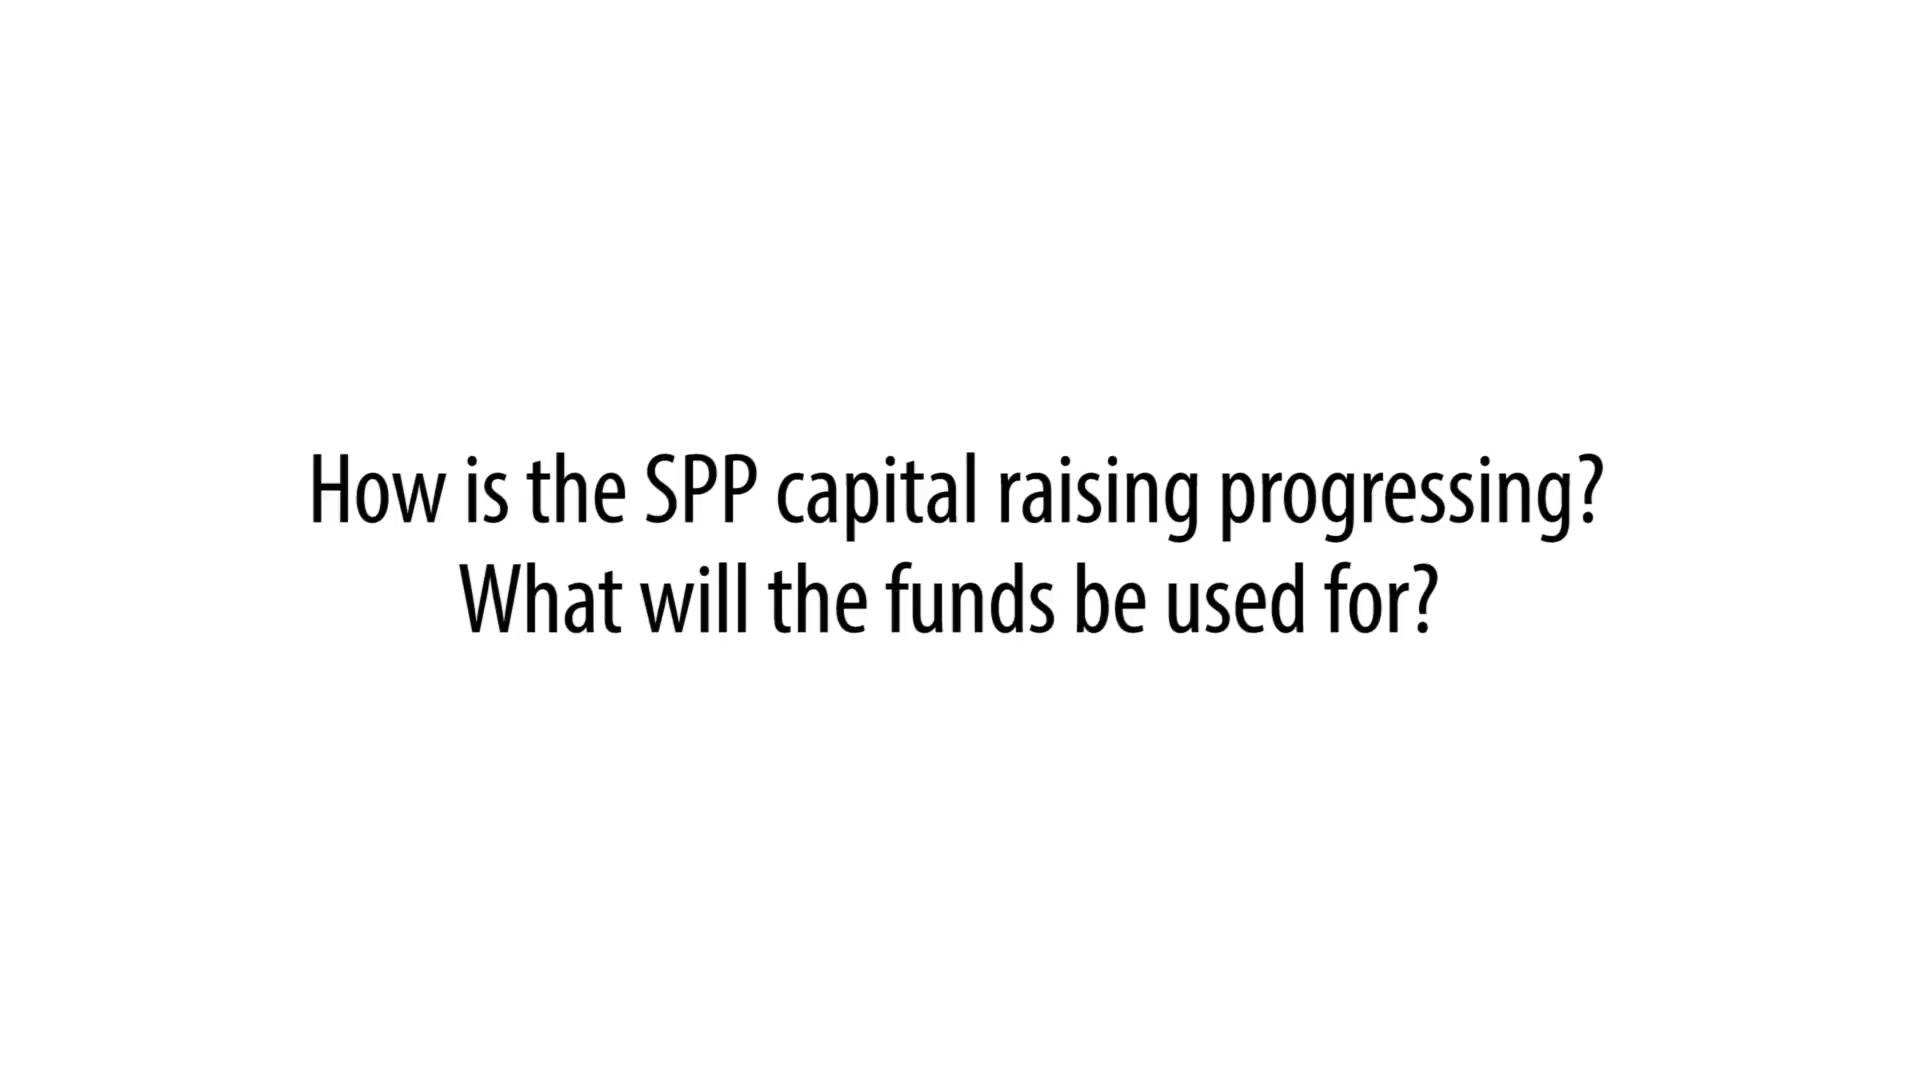 How is the SPP capital raising progressing?
What will the funds be used for?